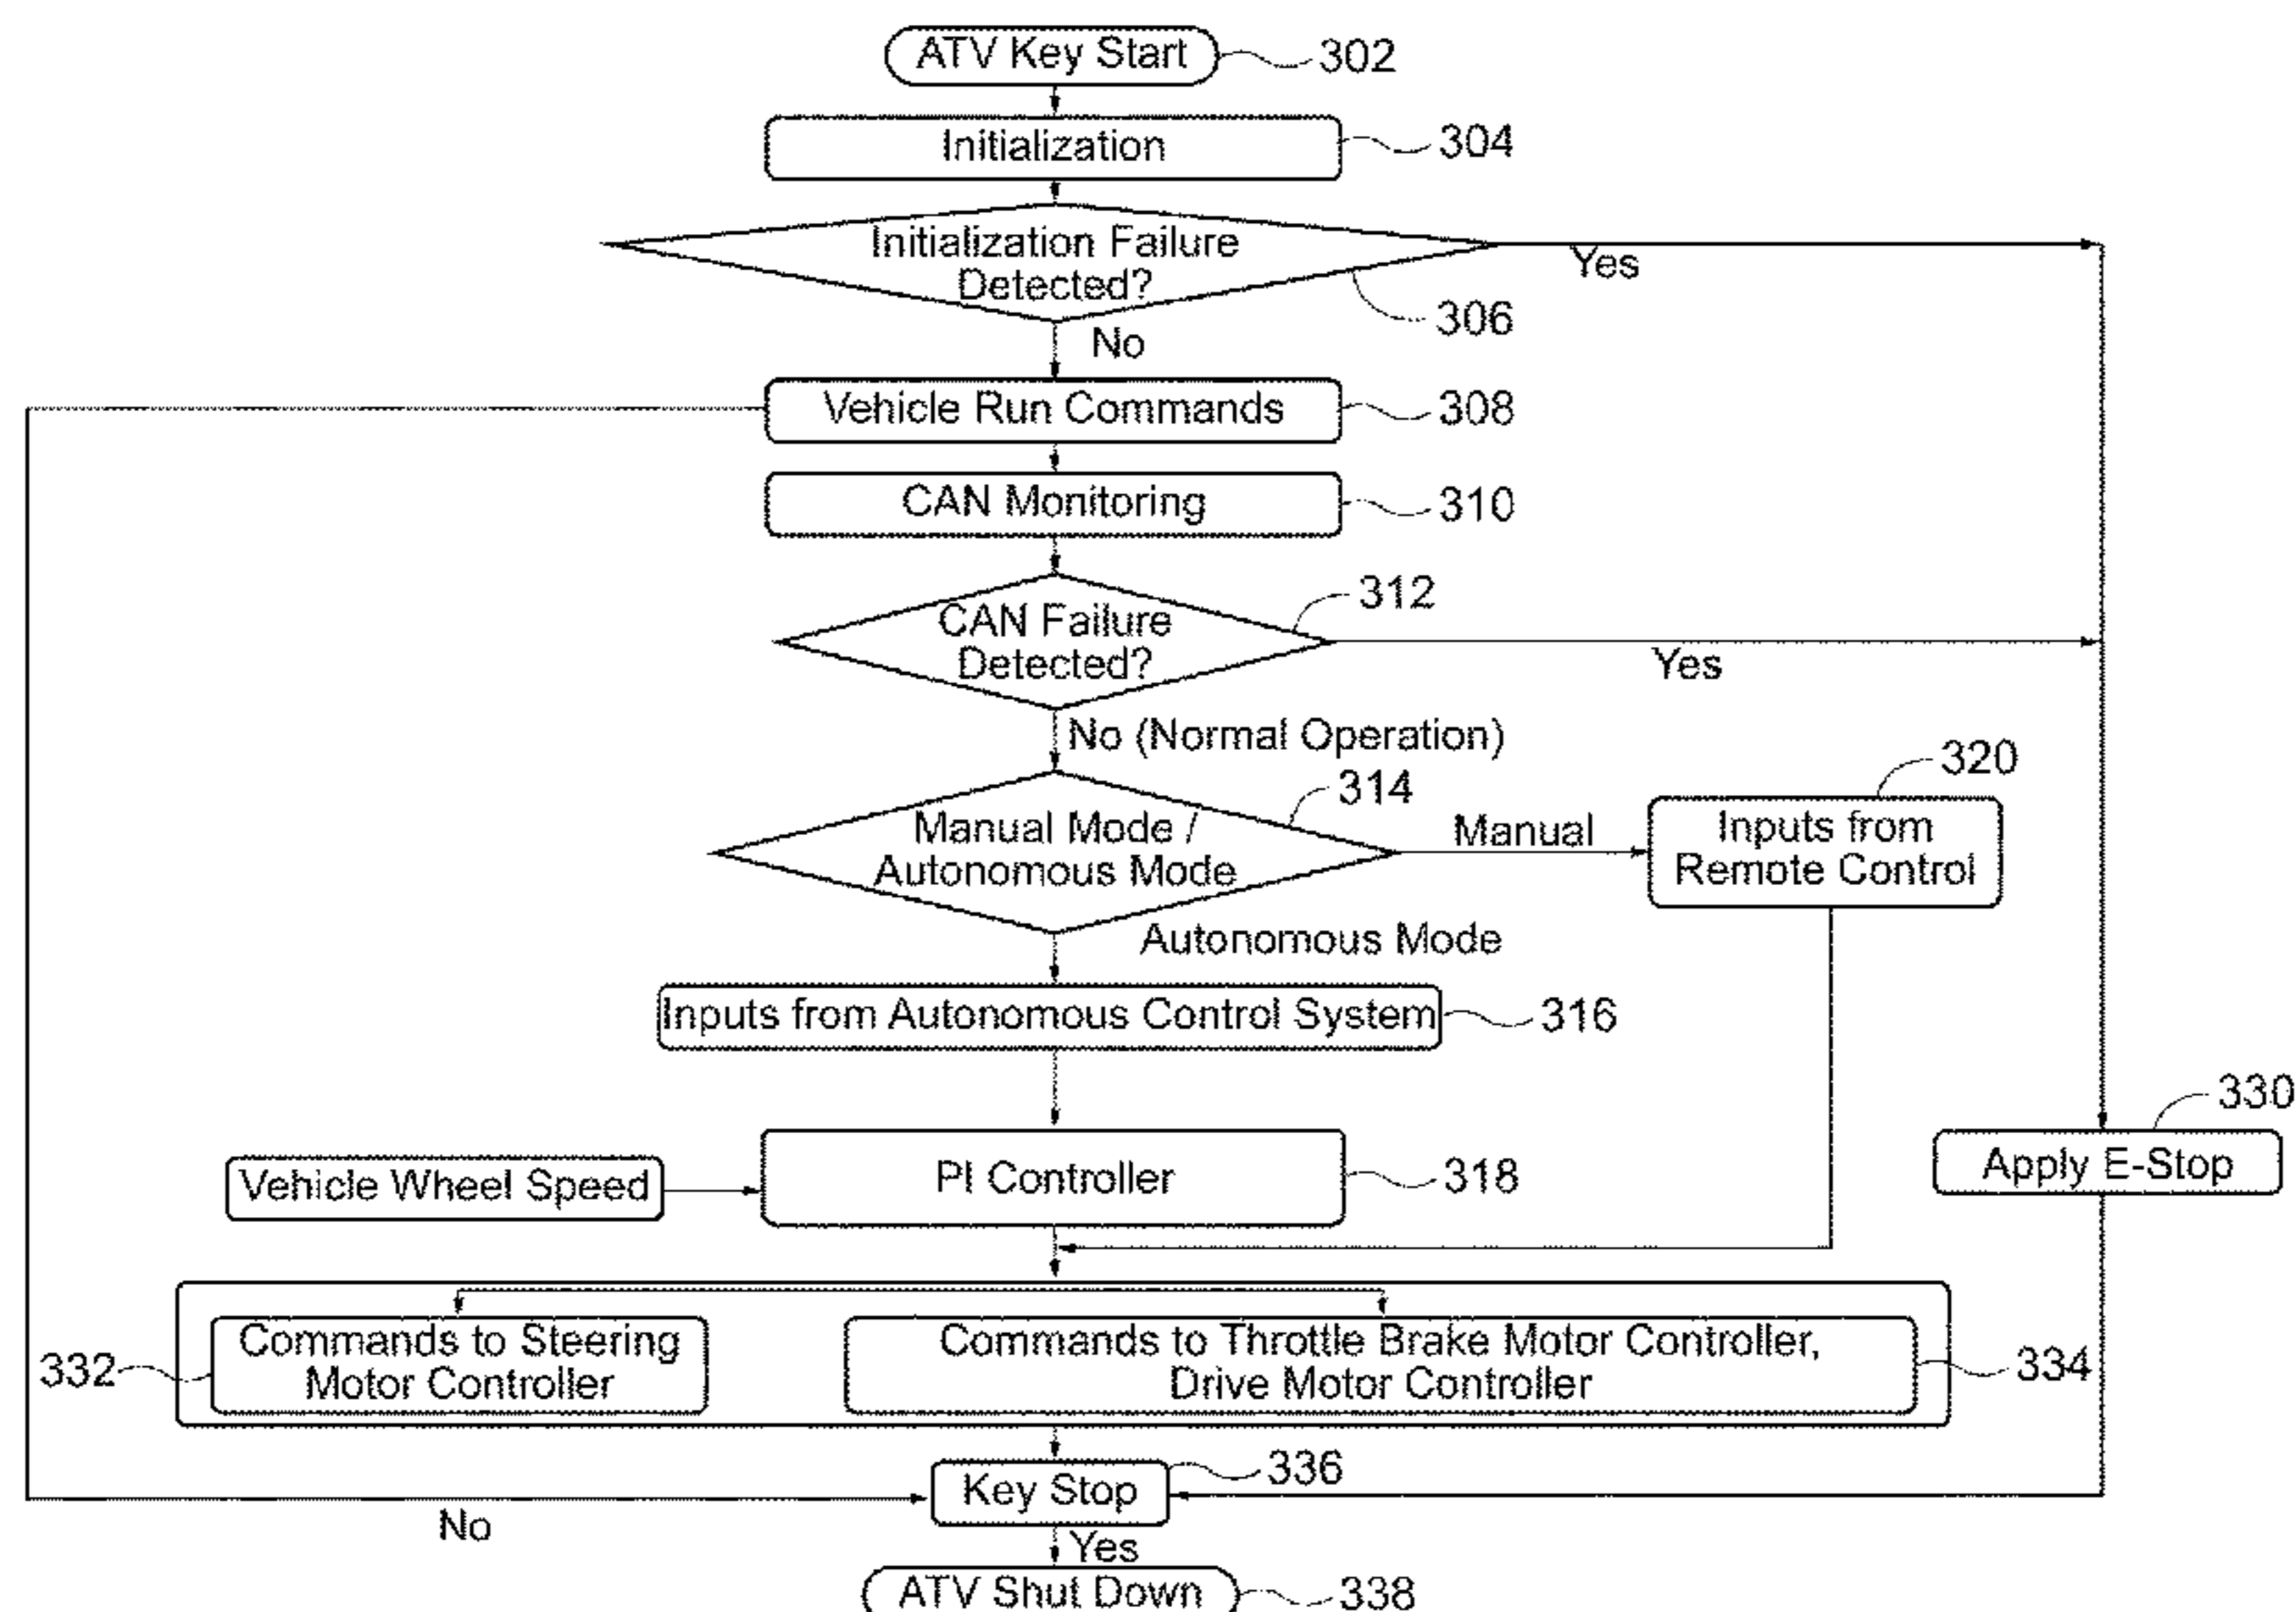 ATV Key Start
302
Initialization
304
Initialization Failure
Detected?
Yes
306
No
Vehicle Run Commands
308
CAN Monitoring
310
312
CAN Failure
Detected?
Yes
No (Normal Operation)
314
320
Manual Mode /
Autonomous Mode
Manual
Inputs from
Remote Control
Autonomous Mode
Inputs from Autonomous Control System
316
330
Vehicle Wheel Speed
PI Controller
318
Apply E-Stop
332
Commands to Steering
Motor Controller
Commands to Throttle Brake Motor Controller,
Drive Motor Controller
334
336
Key Stop
No
Yes
ATV Shut Down
338